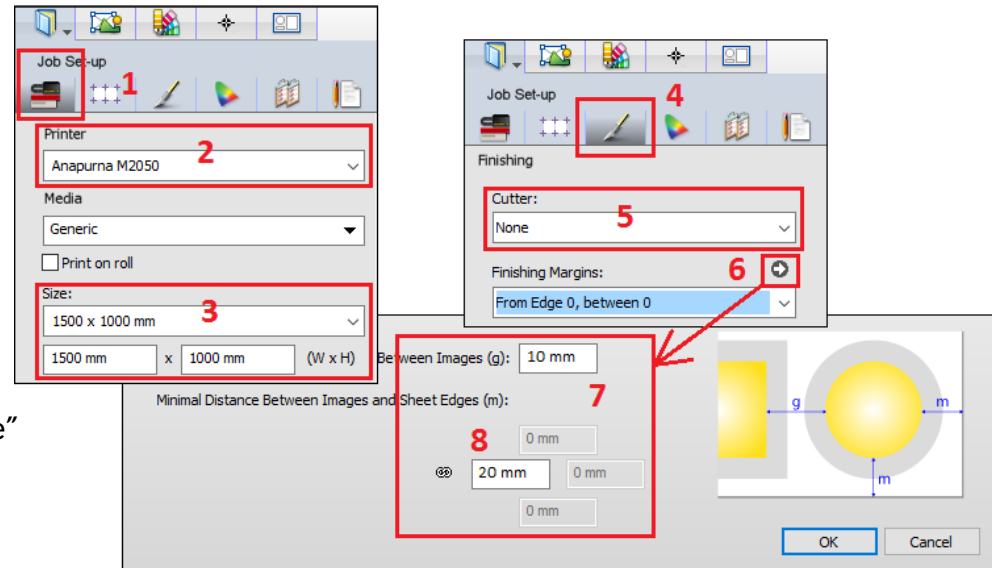 Job Set-up
1
Printer
2
Anapurna M2050
Media
Generic
Print on roll
Size:
3
1500 x 1000 mm
1500 mm x 1000 mm (W x H)
Job Set-up
4
Finishing
Cutter:
5
None
Finishing Margins:
6
From Edge 0, between 0
Between Images (g): 10 mm
7
Minimal Distance Between Images and Sheet Edges (m):
8
0 mm
20 mm 0 mm
0 mm
g
m
m
OK Cancel
e"